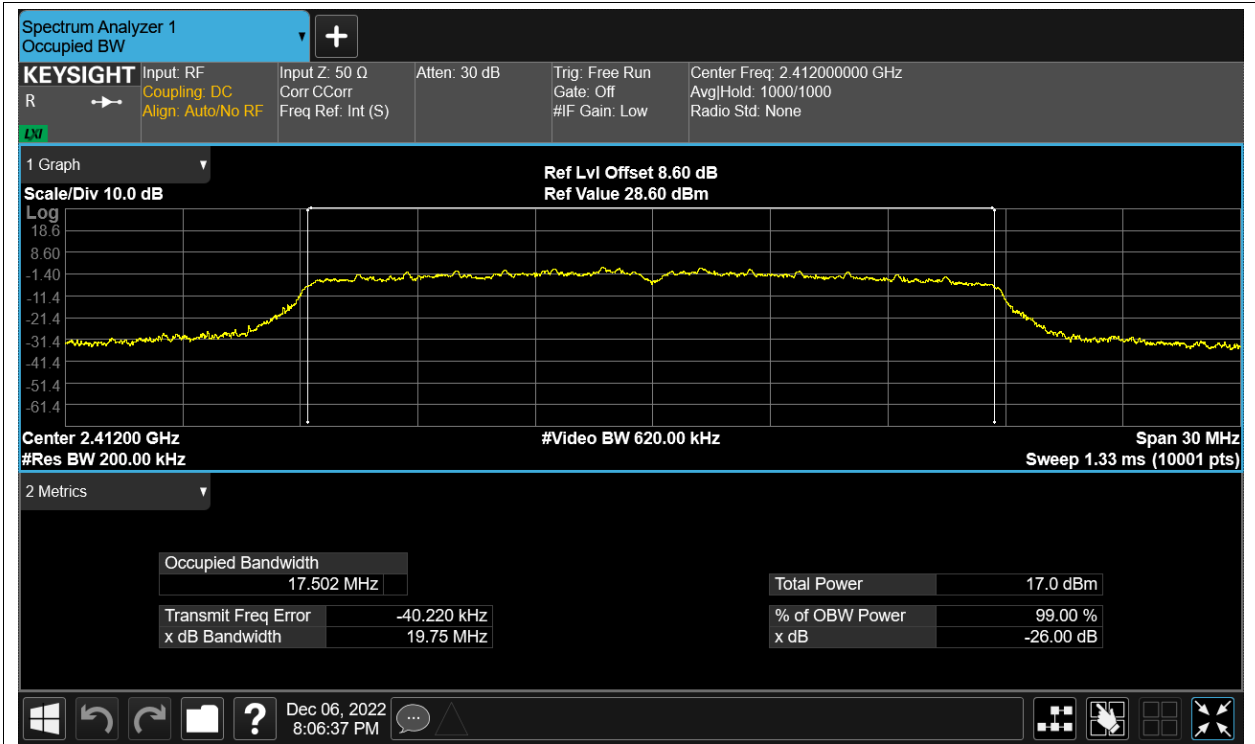 Spectrum Analyzer 1
Occupied BW
KEYSIGHT
R
LXI
Input: RF
Coupling: DC
Align: Auto/No RF
Input Z: 50 Ω
Corr CCorr
Freq Ref: Int (S)
Atten: 30 dB
Trig: Free Run
Gate: Off
#IF Gain: Low
Center Freq: 2.412000000 GHz
Avg|Hold: 1000/1000
Radio Std: None
1 Graph
Scale/Div 10.0 dB
Ref Lvl Offset 8.60 dB
Ref Value 28.60 dBm
Log
18.6
8.60
-1.40
-11.4
-21.4
-31.4
-41.4
-51.4
-61.4
Center 2.41200 GHz
#Video BW 620.00 kHz
Span 30 MHz
#Res BW 200.00 kHz
Sweep 1.33 ms (10001 pts)
2 Metrics
Occupied Bandwidth
17.502 MHz
Total Power 17.0 dBm
Transmit Freq Error -40.220 kHz
% of OBW Power 99.00 %
x dB Bandwidth 19.75 MHz
x dB -26.00 dB
?
Dec 06, 2022
8:06:37 PM